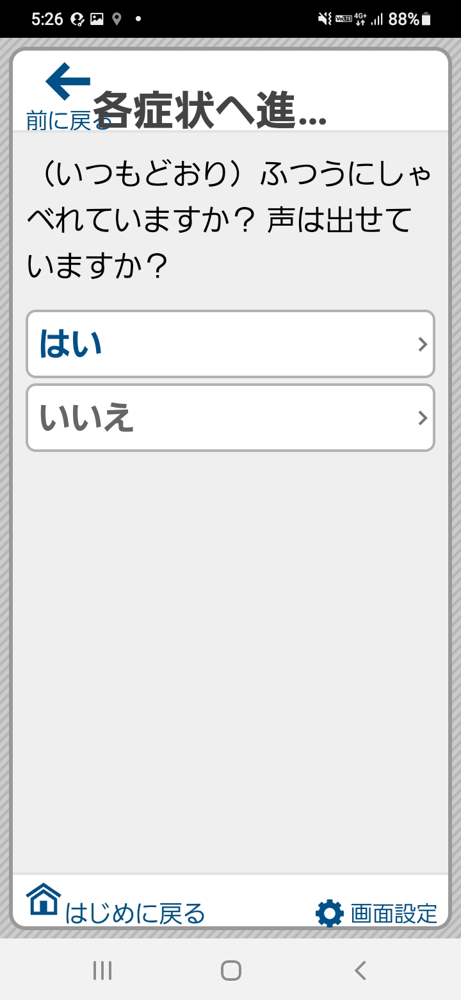 5:26
VoLTE 4G+ 88%
前に戻る
各症状へ進...
（いつもどおり）ふつうにしゃ
べれていますか？ 声は出せて
いますか？
はい
いいえ
はじめに戻る
画面設定